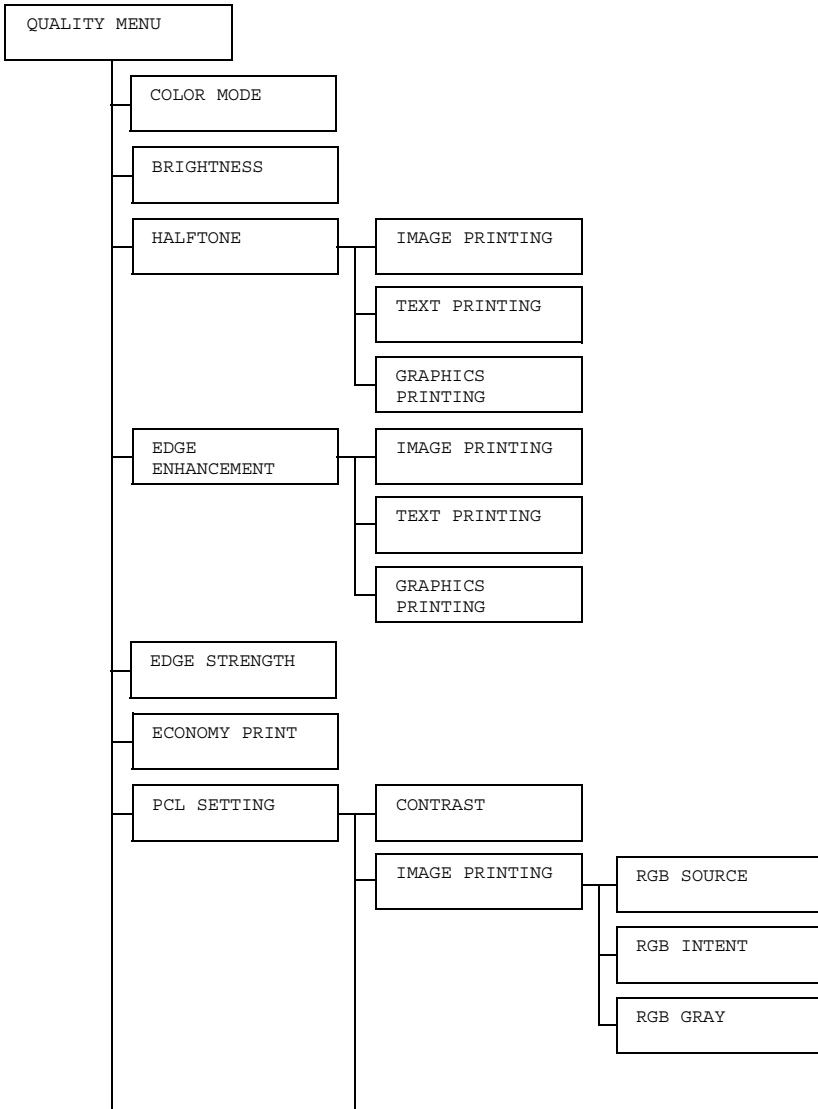 QUALITY MENU
COLOR MODE
BRIGHTNESS
HALFTONE
IMAGE PRINTING
TEXT PRINTING
GRAPHICS
PRINTING
EDGE
ENHANCEMENT
IMAGE PRINTING
TEXT PRINTING
GRAPHICS
PRINTING
EDGE STRENGTH
ECONOMY PRINT
PCL SETTING
CONTRAST
IMAGE PRINTING
RGB SOURCE
RGB INTENT
RGB GRAY